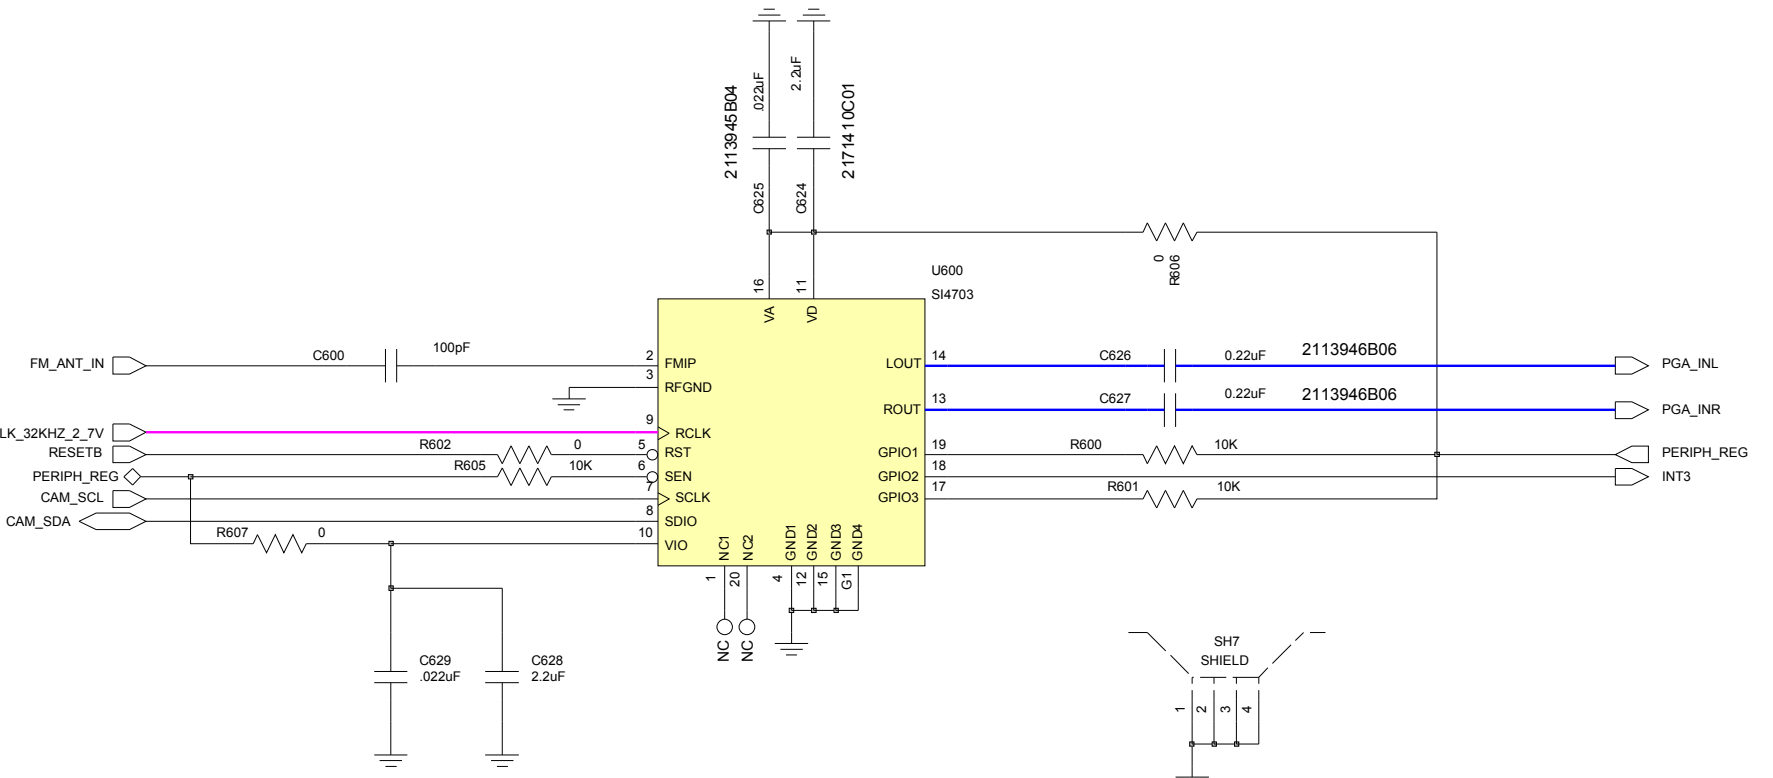 2113945B04
.022uF
2.2uF
2171410C01
C625
C624
0
R606
16
11
U600
SI4703
VA
VD
FM_ANT_IN
C600
100pF
2
FMIP
LOUT
14
C626
0.22uF
2113946B06
PGA_INL
3
RFGND
ROUT
13
C627
0.22uF
2113946B06
PGA_INR
LK_32KHZ_2_7V
9
RCLK
RESETB
R602
0
5
RST
GPIO1
19
R600
10K
PERIPH_REG
PERIPH_REG
R605
10K
6
SEN
GPIO2
18
INT3
CAM_SCL
7
SCLK
GPIO3
17
R601
10K
CAM_SDA
8
SDIO
R607
0
10
VIO
NC1
NC2
GND1
GND2
GND3
GND4
1
20
4
12
15
G1
NC
NC
C629
.022uF
C628
2.2uF
SH7
SHIELD
1
2
3
4